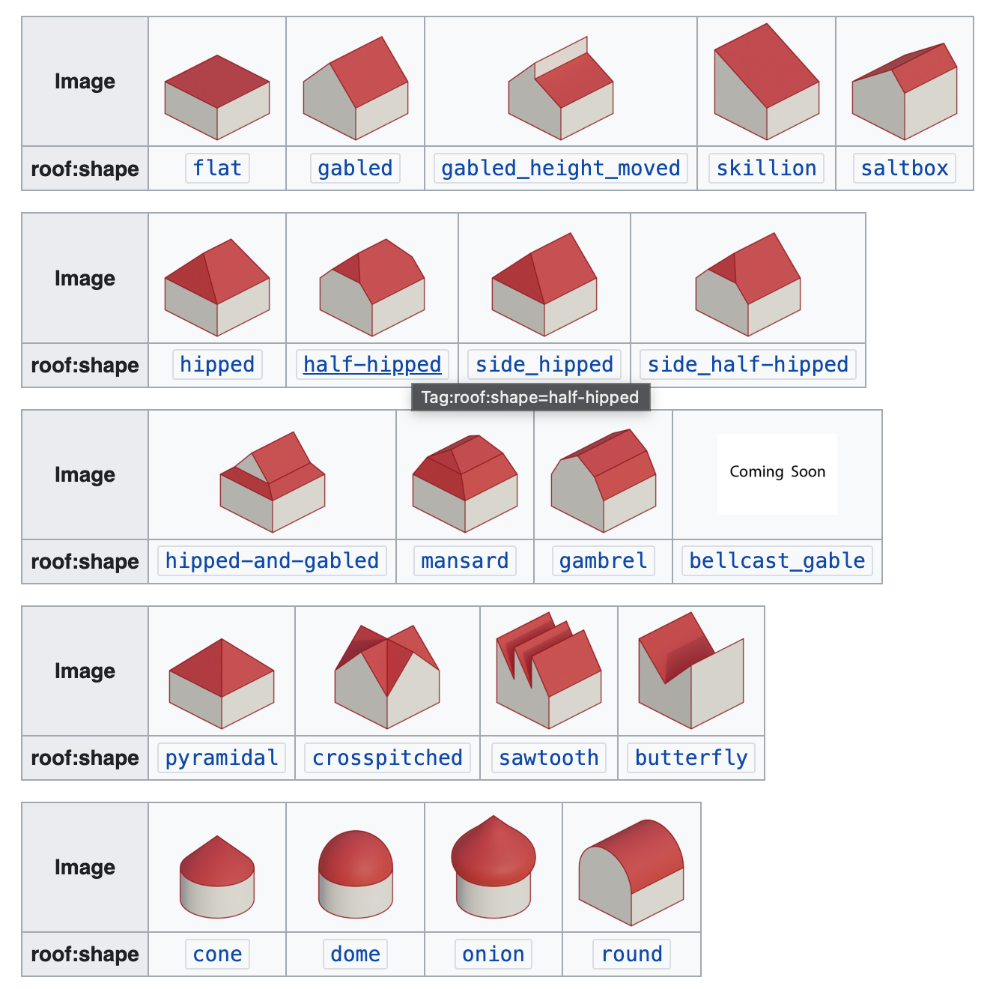 Image
roof:shape flat gabled gabled_height_moved skillion saltbox
Image
roof:shape hipped half-hipped side_hipped side_half-hipped
Tag:roof:shape=half-hipped
Image Coming Soon
roof:shape hipped-and-gabled mansard gambrel bellcast_gable
Image
roof:shape pyramidal crosspitched sawtooth butterfly
Image
roof:shape cone dome onion round